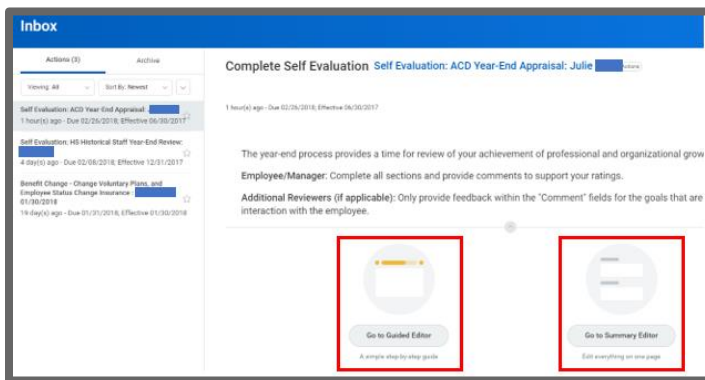 Inbox
Actions (3)
Archive
Viewing: All
Sort By: Newest
Self Evaluation: ACD Year-End Appraisal:
1 hour(s) ago - Due 02/26/2018; Effective 06/30/2017
Self Evaluation: HS Historical Staff Year-End Review:
4 day(s) ago - Due 02/08/2018; Effective 12/31/2017
Benefit Change - Change Voluntary Plans, and
Employee Status Change Insurance :
01/30/2018
19 day(s) ago - Due 01/31/2018; Effective 01/30/2018
Complete Self Evaluation Self Evaluation: ACD Year-End Appraisal: Julie
Actions
1 hour(s) ago - Due 02/26/2018; Effective 06/30/2017
The year-end process provides a time for review of your achievement of professional and organizational grow
Employee/Manager: Complete all sections and provide comments to support your ratings.
Additional Reviewers (if applicable): Only provide feedback within the "Comment" fields for the goals that are
interaction with the employee.
Go to Guided Editor
A simple step-by-step guide
Go to Summary Editor
Edit everything on one page